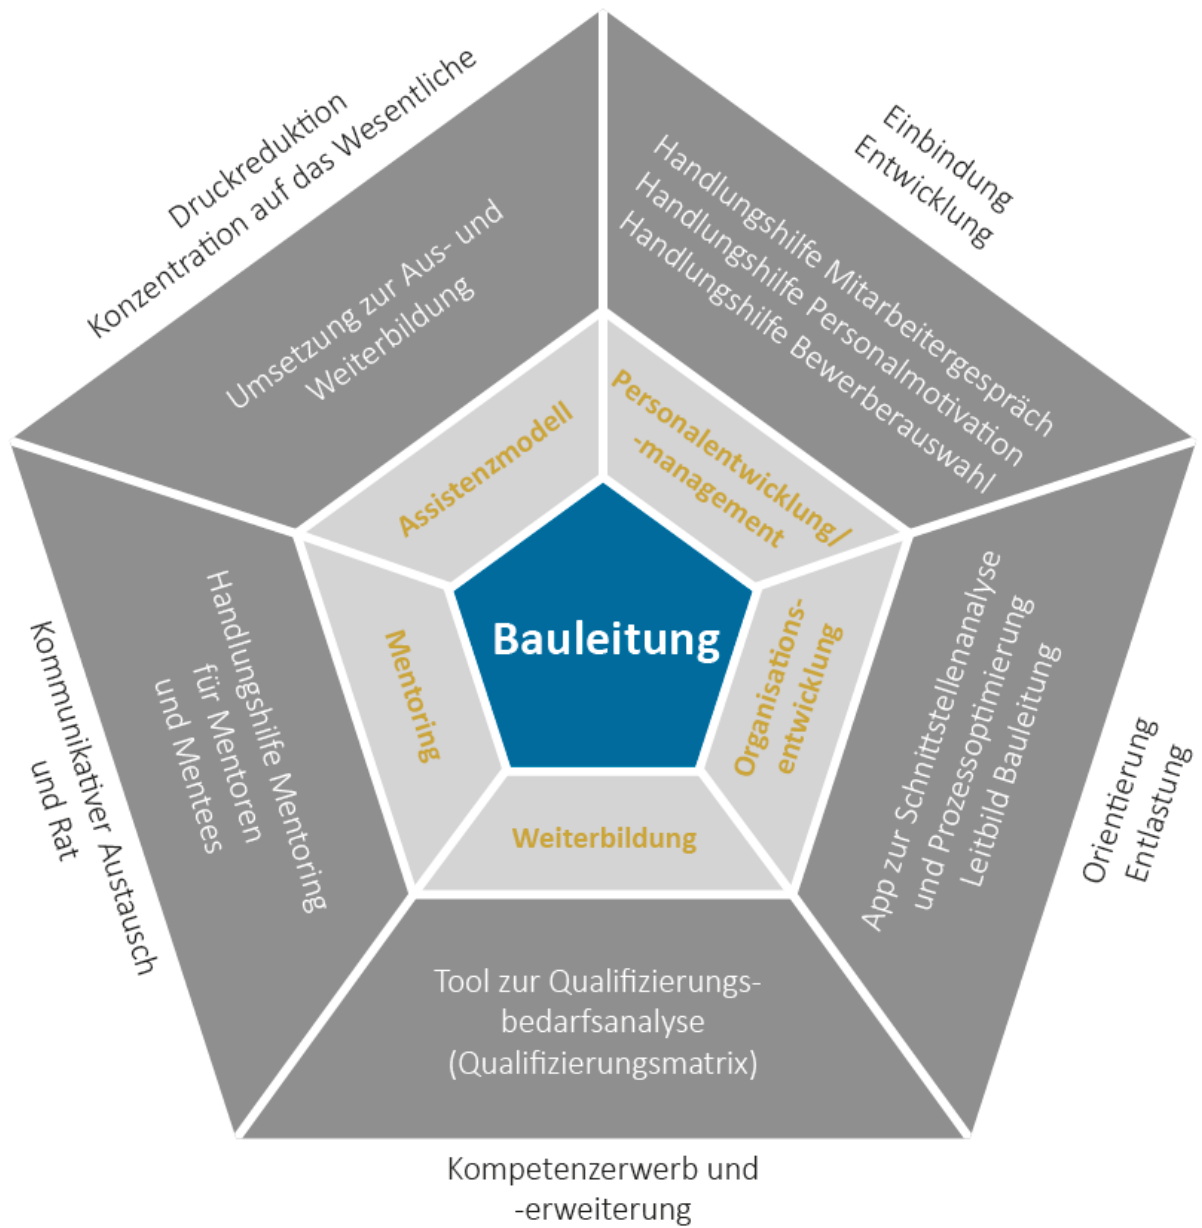 Druckreduktion
Konzentration auf das Wesentliche
Einbindung
Entwicklung
Umsetzung zur Aus- und
Weiterbildung
Handlungshilfe Mitarbeitergespräch
Handlungshilfe Personalmotivation
Handlungshilfe Bewerberauswahl
Assistenzmodell
Personalentwicklung/
-management
Bauleitung
Mentoring
Organisations-
entwicklung
Weiterbildung
Handlungshilfe Mentoring
für Mentoren
und Mentees
Kommunikativer Austausch
und Rat
App zur Schnittstellenanalyse
und Prozessoptimierung
Leitbild Bauleitung
Orientierung
Entlastung
Tool zur Qualifizierungs-
bedarfsanalyse
(Qualifizierungsmatrix)
Kompetenzerwerb und
-erweiterung